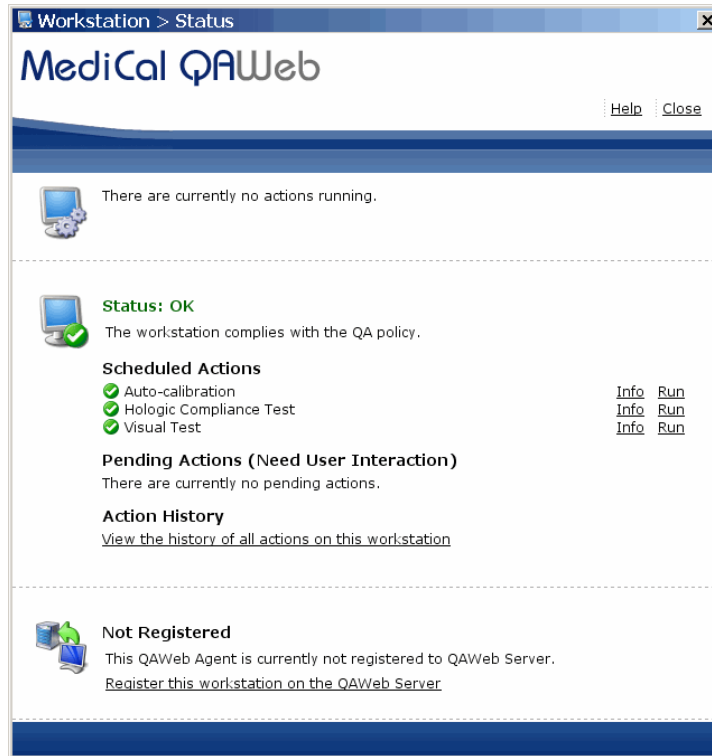 Workstation > Status
MediCal QAWeb
Help Close
There are currently no actions running.
Status: OK
The workstation complies with the QA policy.
Scheduled Actions
Auto-calibration Info Run
Hologic Compliance Test Info Run
Visual Test Info Run
Pending Actions (Need User Interaction)
There are currently no pending actions.
Action History
View the history of all actions on this workstation
Not Registered
This QAWeb Agent is currently not registered to QAWeb Server.
Register this workstation on the QAWeb Server